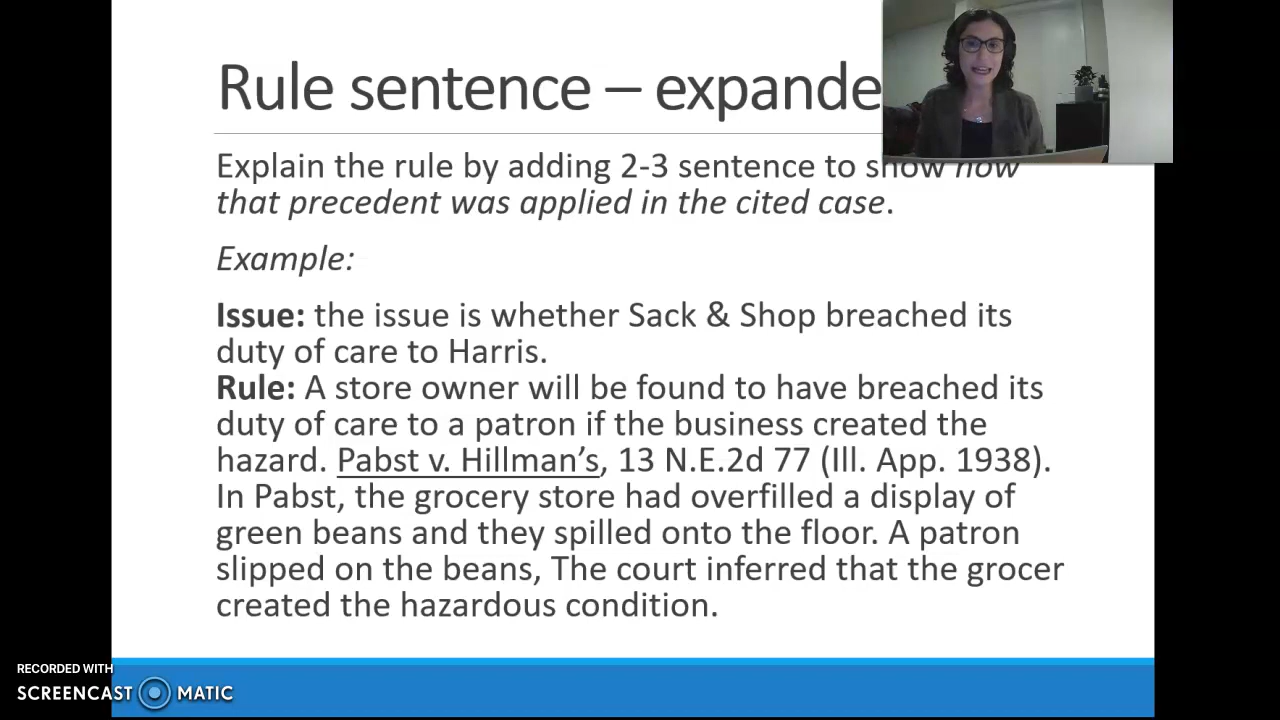 Rule sentence – expande
Explain the rule by adding 2-3 sentence to show how
that precedent was applied in the cited case.
Example:
Issue: the issue is whether Sack & Shop breached its
duty of care to Harris.
Rule: A store owner will be found to have breached its
duty of care to a patron if the business created the
hazard. Pabst v. Hillman’s, 13 N.E.2d 77 (Ill. App. 1938).
In Pabst, the grocery store had overfilled a display of
green beans and they spilled onto the floor. A patron
slipped on the beans, The court inferred that the grocer
created the hazardous condition.
RECORDED WITH
SCREENCAST MATIC